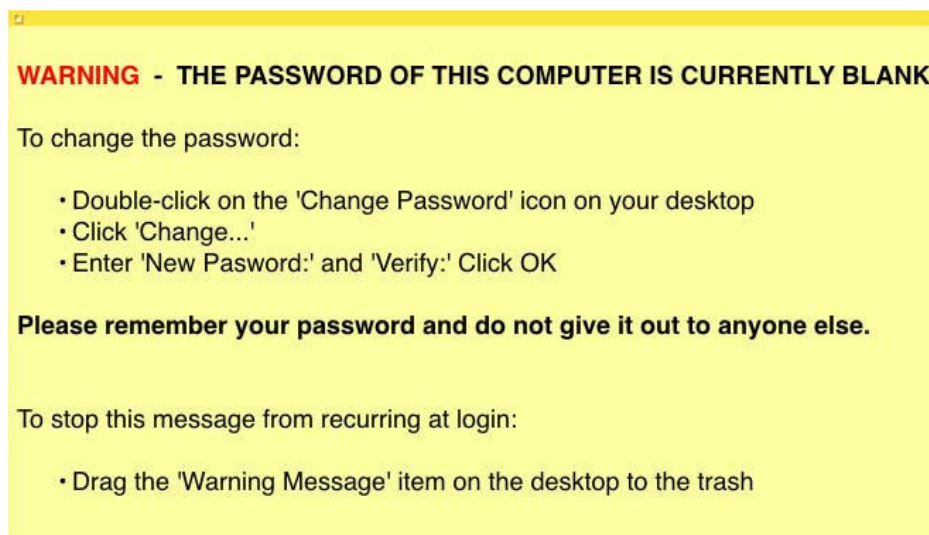 WARNING - THE PASSWORD OF THIS COMPUTER IS CURRENTLY BLANK
To change the password:
• Double-click on the 'Change Password' icon on your desktop
• Click 'Change...'
• Enter 'New Pasword:' and 'Verify:' Click OK
Please remember your password and do not give it out to anyone else.
To stop this message from recurring at login:
• Drag the 'Warning Message' item on the desktop to the trash